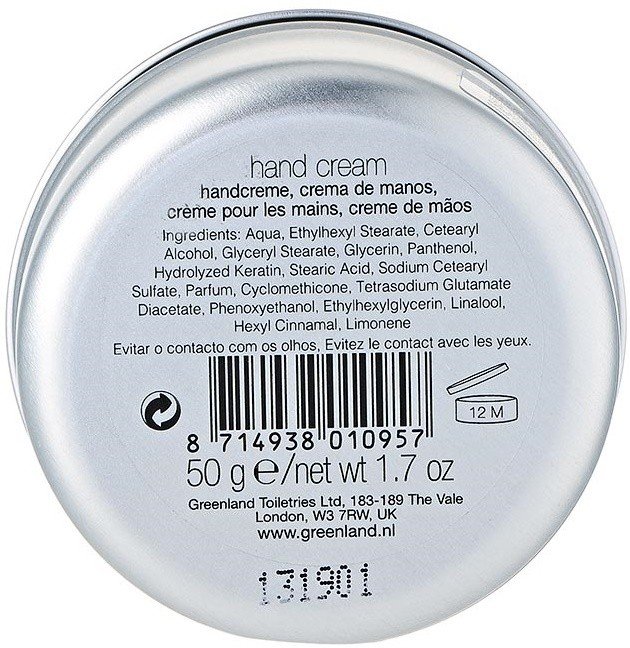 hand cream
handcreme, crema de manos,
crème pour les mains, creme de mãos
Ingredients: Aqua, Ethylhexyl Stearate, Cetearyl
Alcohol, Glyceryl Stearate, Glycerin, Panthenol,
Hydrolyzed Keratin, Stearic Acid, Sodium Cetearyl
Sulfate, Parfum, Cyclomethicone, Tetrasodium Glutamate
Diacetate, Phenoxyethanol, Ethylhexylglycerin, Linalool,
Hexyl Cinnamal, Limonene
Evitar o contacto com os olhos, Evitez le contact avec les yeux.
12 M
8 714938 010957
50 g e/net wt 1.7 oz
Greenland Toiletries Ltd, 183-189 The Vale
London, W3 7RW, UK
www.greenland.nl
131901